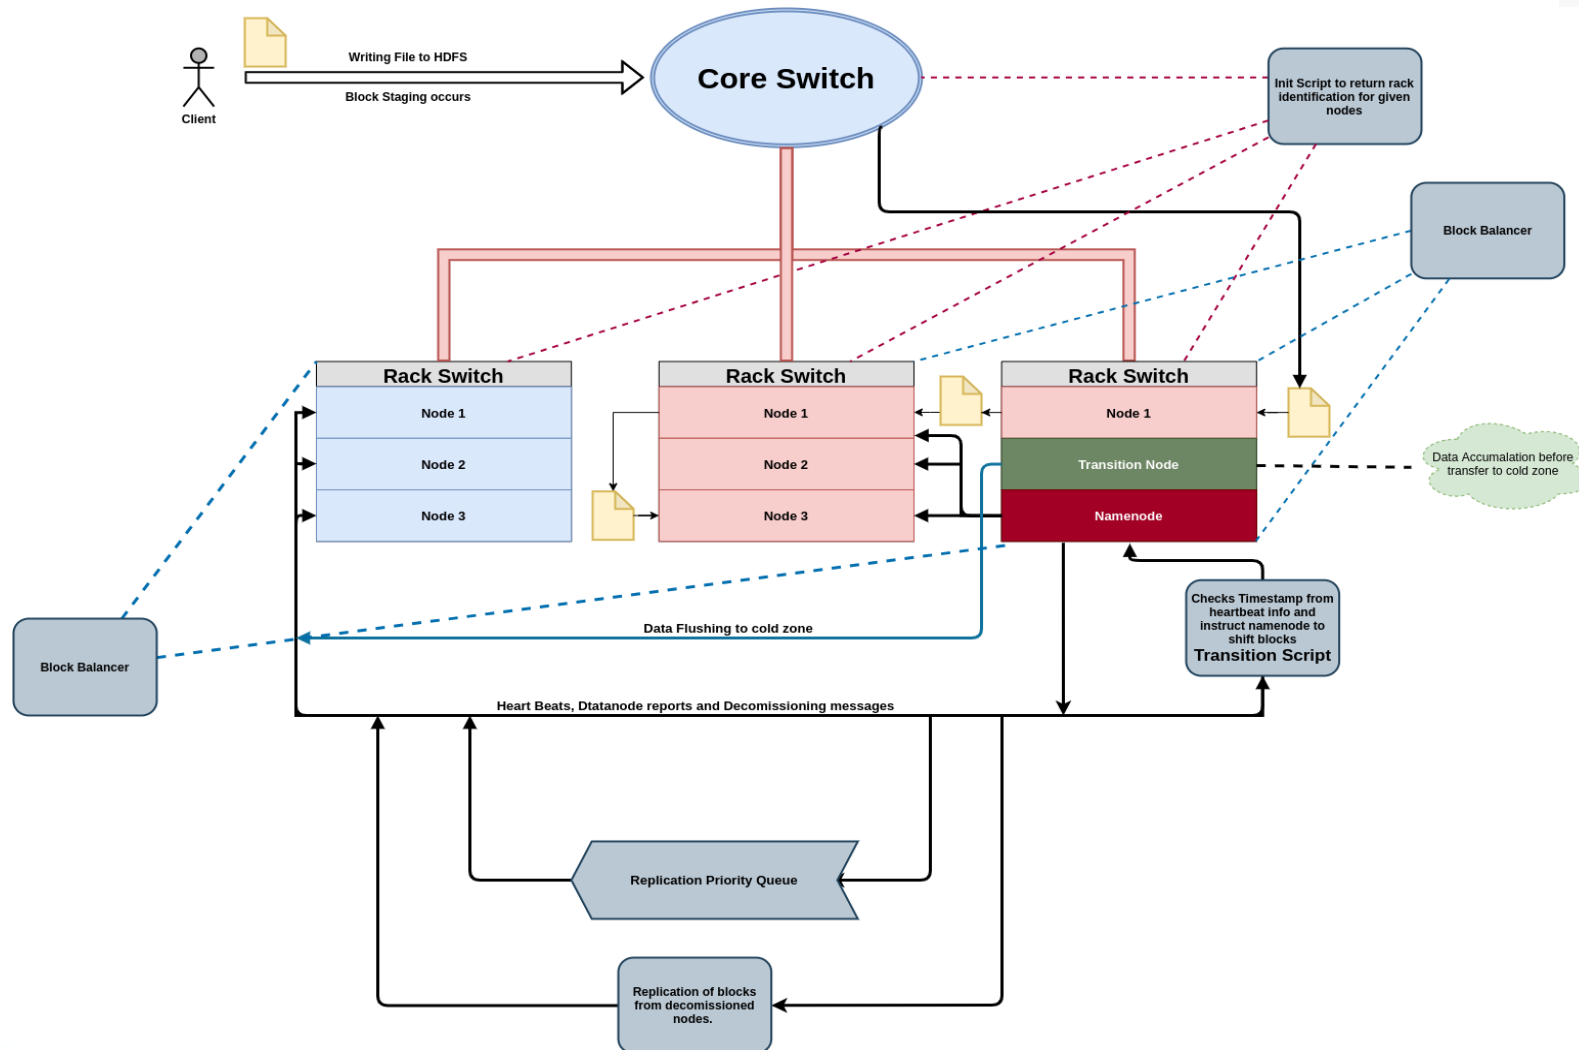 Writing File to HDFS
Block Staging occurs
Client
Core Switch
Init Script to return rack
identification for given
nodes
Block Balancer
Rack Switch
Node 1
Node 2
Node 3
Rack Switch
Node 1
Node 2
Node 3
Rack Switch
Node 1
Transition Node
Namenode
Data Accumalation before
transfer to cold zone
Checks Timestamp from
heartbeat info and
instruct namenode to
shift blocks
Transition Script
Data Flushing to cold zone
Block Balancer
Heart Beats, Dtatanode reports and Decomissioning messages
Replication Priority Queue
Replication of blocks
from decomissioned
nodes.